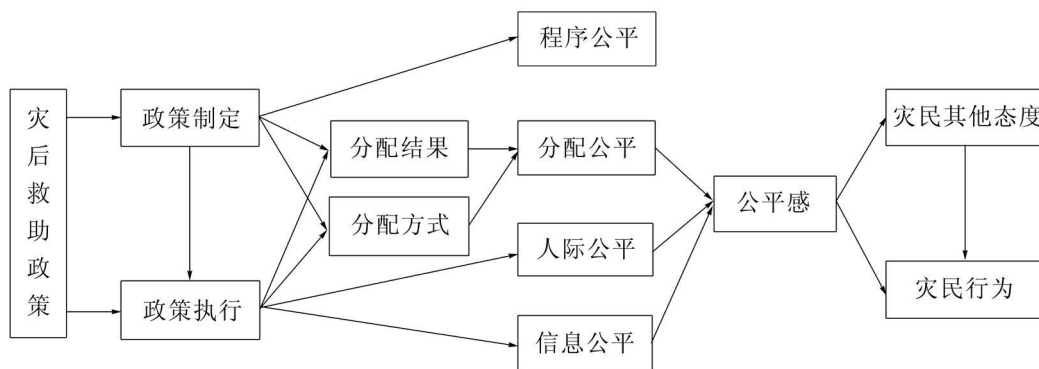 程序公平
灾后救助政策
政策制定
灾民其他态度
分配结果
分配公平
公平感
分配方式
人际公平
灾民行为
政策执行
信息公平